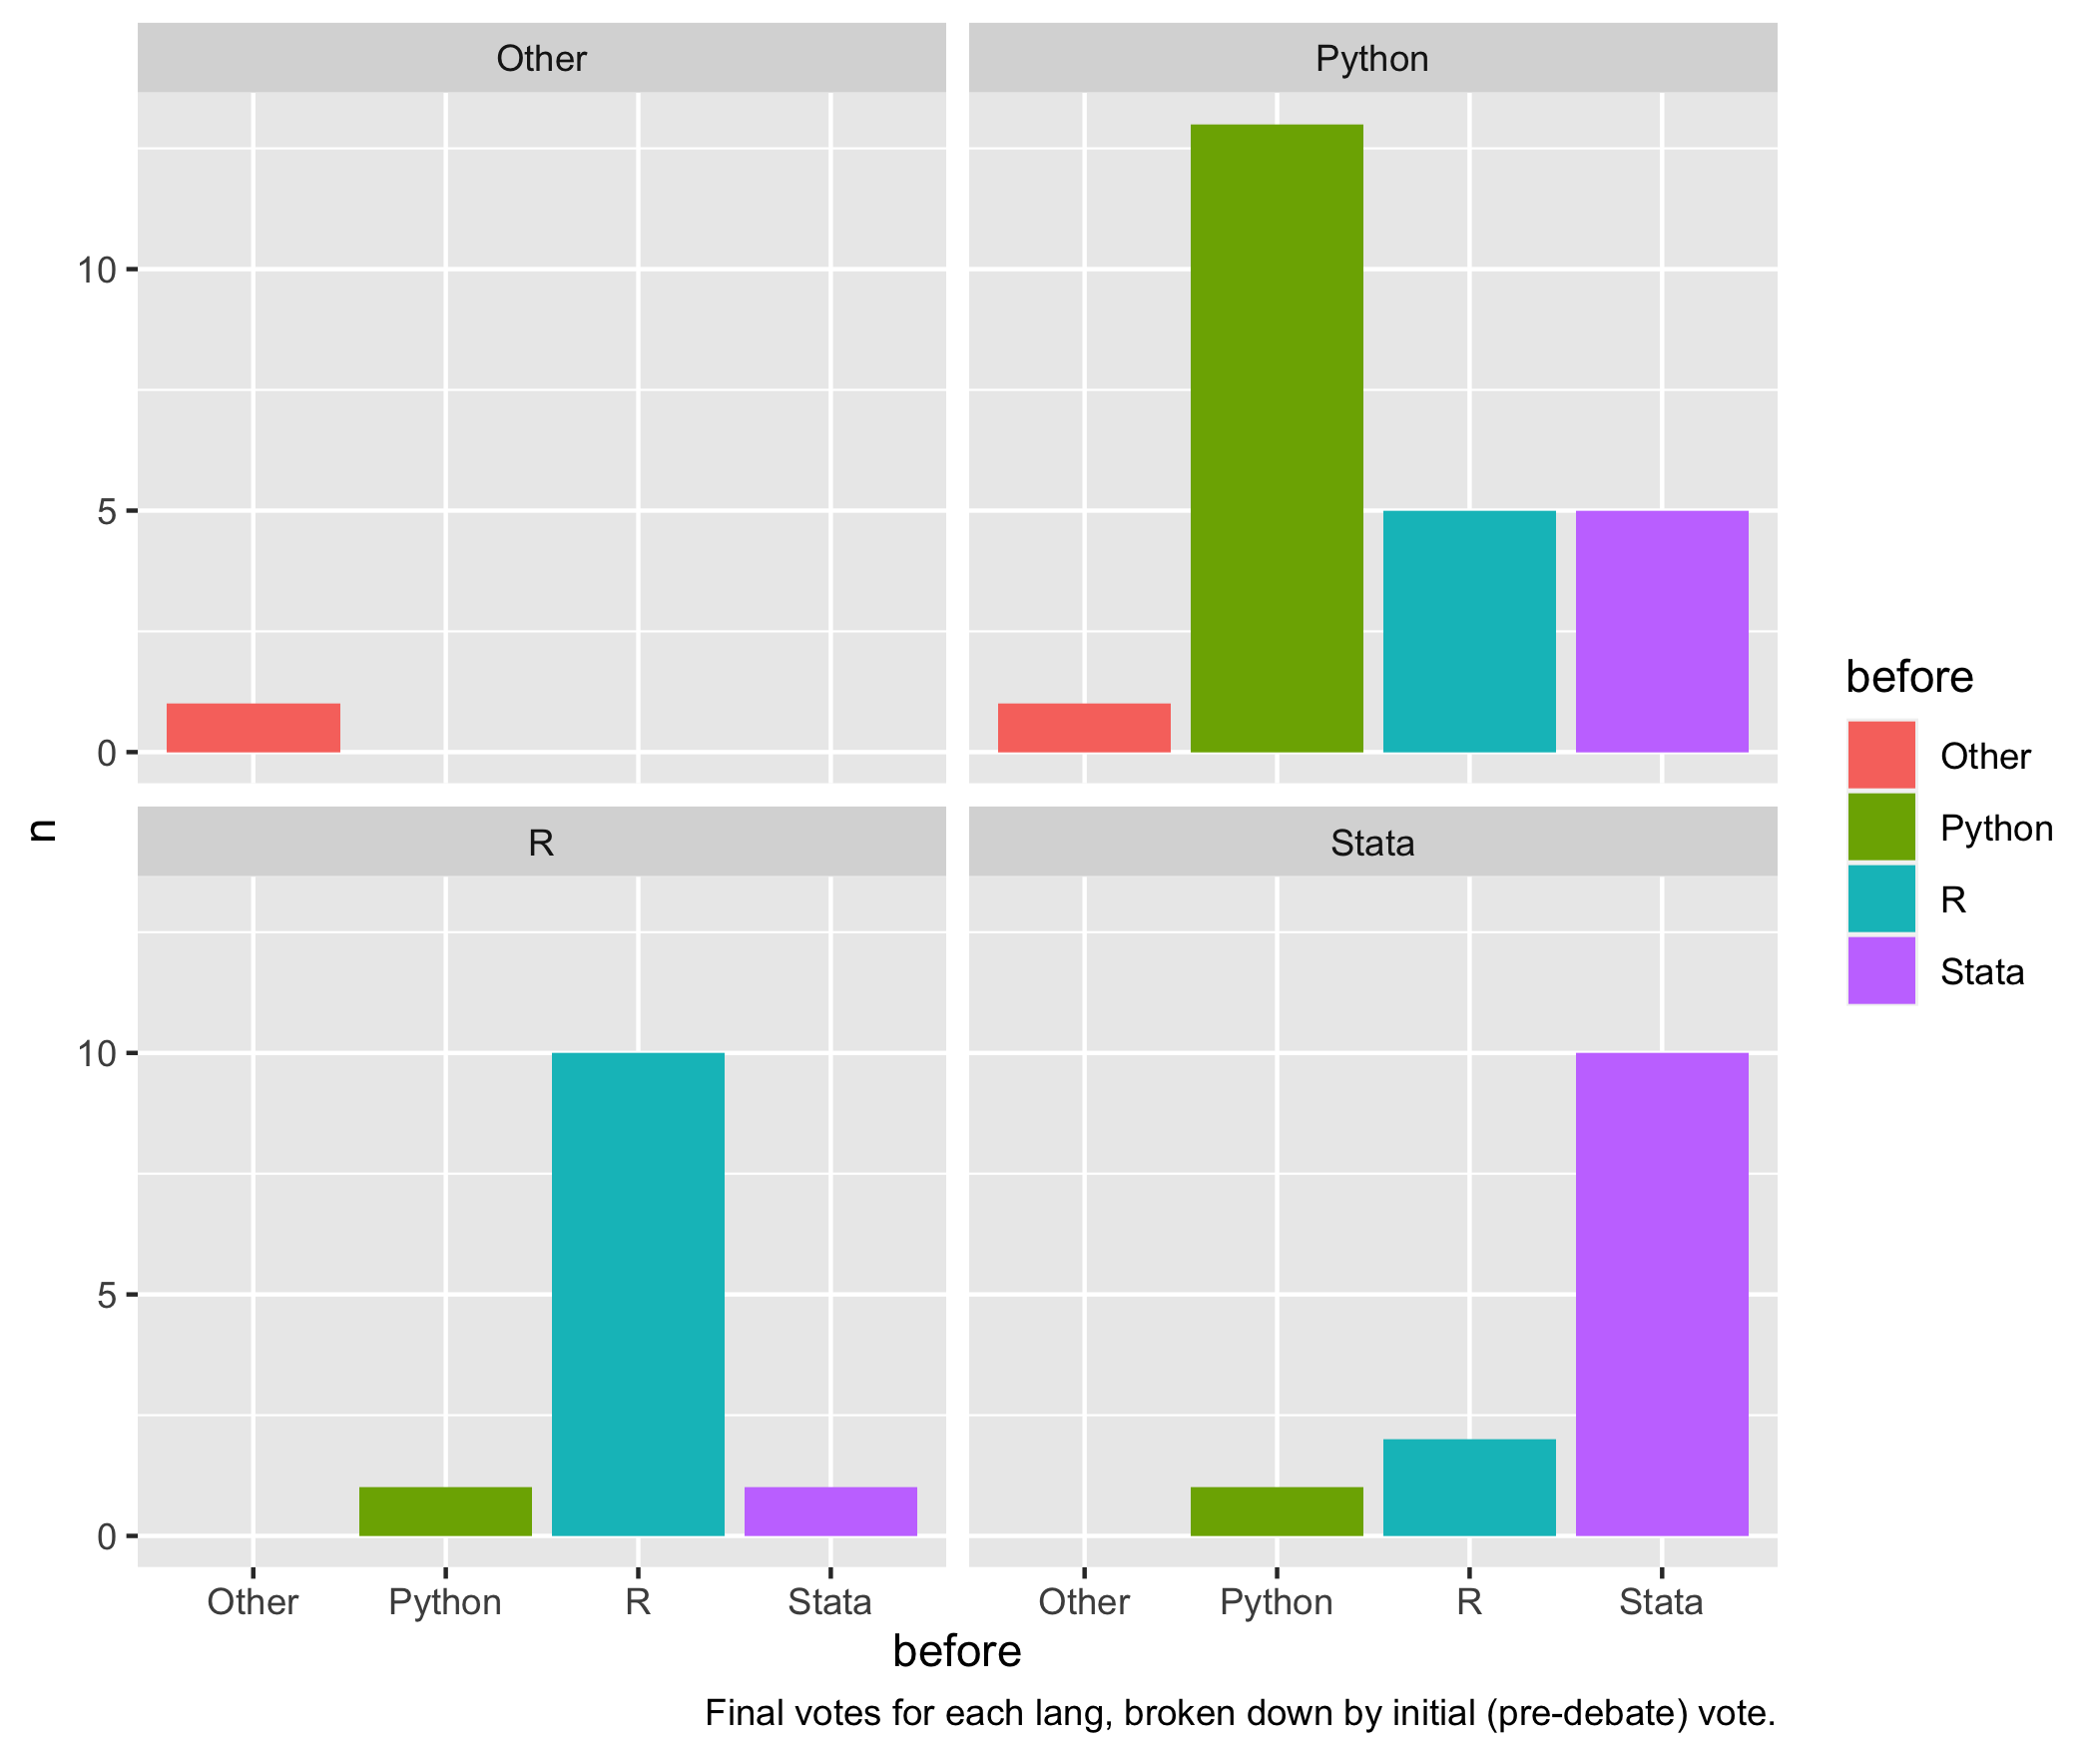 Other
Python
10
5
0
R
Stata
10
5
0
Other Python R Stata
Other Python R Stata
n
before
Final votes for each lang, broken down by initial (pre-debate) vote.
before
Other
Python
R
Stata